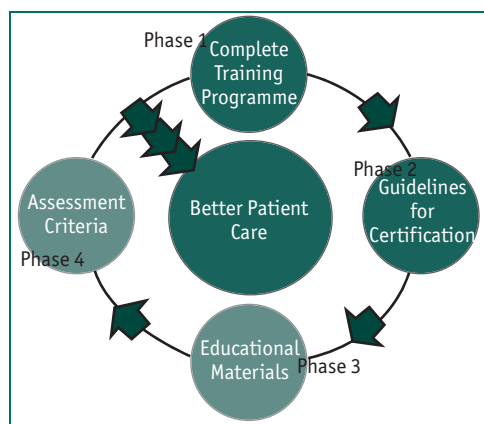 Phase 1
Complete
Training
Programme
Phase 2
Guidelines
for
Certification
Better Patient
Care
Assessment
Criteria
Phase 4
Educational
Materials
Phase 3